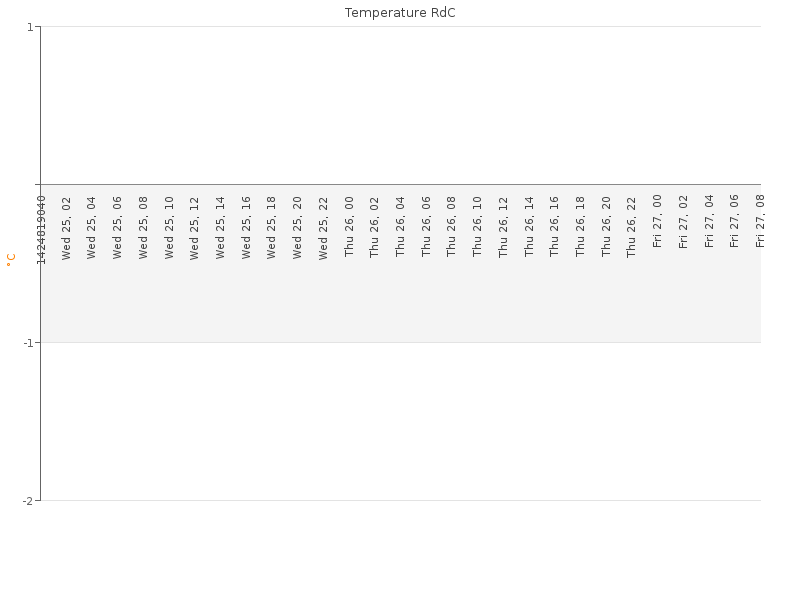 Temperature RdC
1
-1
-2
°C
1424819040
Wed 25, 02
Wed 25, 04
Wed 25, 06
Wed 25, 08
Wed 25, 10
Wed 25, 12
Wed 25, 14
Wed 25, 16
Wed 25, 18
Wed 25, 20
Wed 25, 22
Thu 26, 00
Thu 26, 02
Thu 26, 04
Thu 26, 06
Thu 26, 08
Thu 26, 10
Thu 26, 12
Thu 26, 14
Thu 26, 16
Thu 26, 18
Thu 26, 20
Thu 26, 22
Fri 27, 00
Fri 27, 02
Fri 27, 04
Fri 27, 06
Fri 27, 08